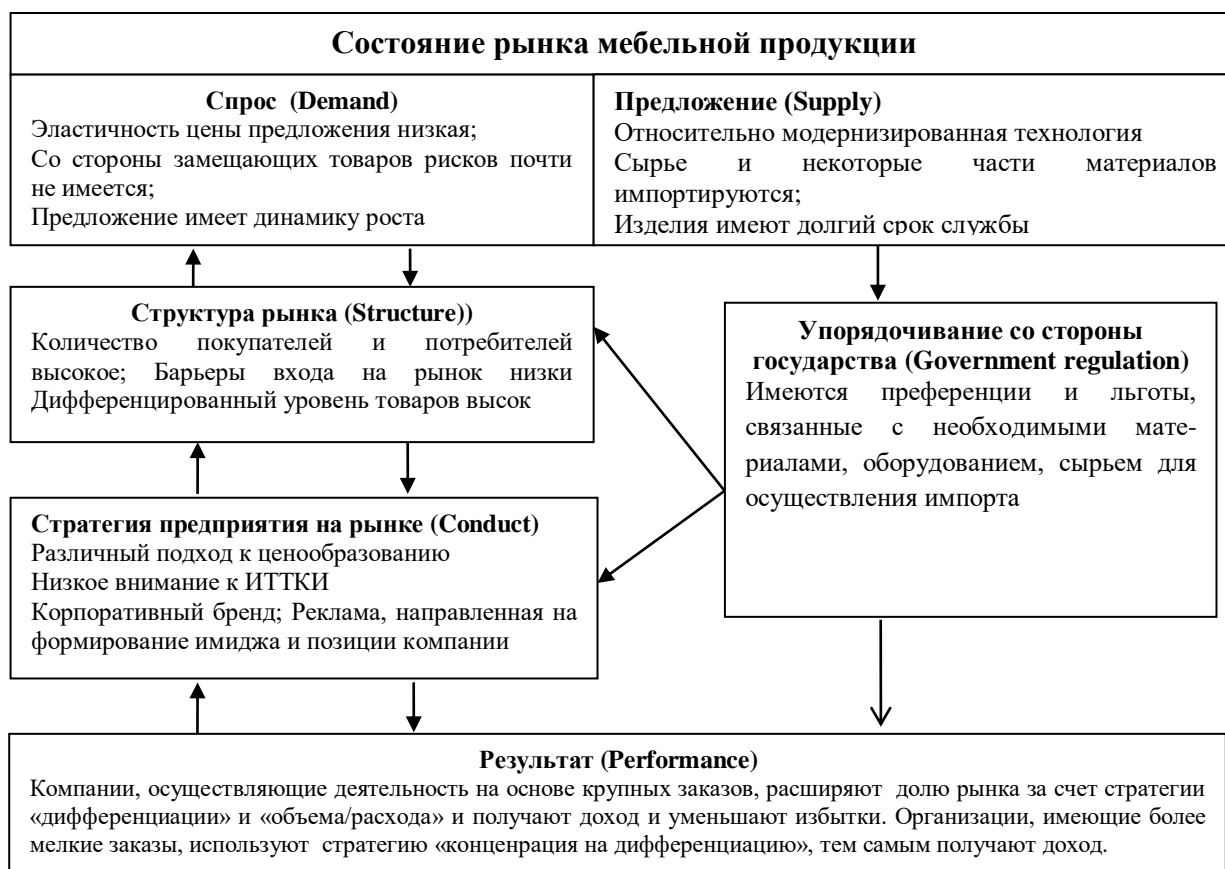 Состояние рынка мебельной продукции
Спрос (Demand)
Эластичность цены предложения низкая;
Со стороны замещающих товаров рисков почти
не имеется;
Предложение имеет динамику роста
Предложение (Supply)
Относительно модернизированная технология
Сырье и некоторые части материалов
импортируются;
Изделия имеют долгий срок службы
Структура рынка (Structure))
Количество покупателей и потребителей
высокое; Барьеры входа на рынок низки
Дифференцированный уровень товаров высок
Упорядочивание со стороны
государства (Government regulation)
Имеются преференции и льготы,
связанные с необходимыми мате-
риалами, оборудованием, сырьем для
осуществления импорта
Стратегия предприятия на рынке (Conduct)
Различный подход к ценообразованию
Низкое внимание к ИТТКИ
Корпоративный бренд; Реклама, направленная на
формирование имиджа и позиции компании
Результат (Performance)
Компании, осуществляющие деятельность на основе крупных заказов, расширяют долю рынка за счет стратегии
«дифференциации» и «объема/расхода» и получают доход и уменьшают избытки. Организации, имеющие более
мелкие заказы, используют стратегию «конценрация на дифференциацию», тем самым получают доход.